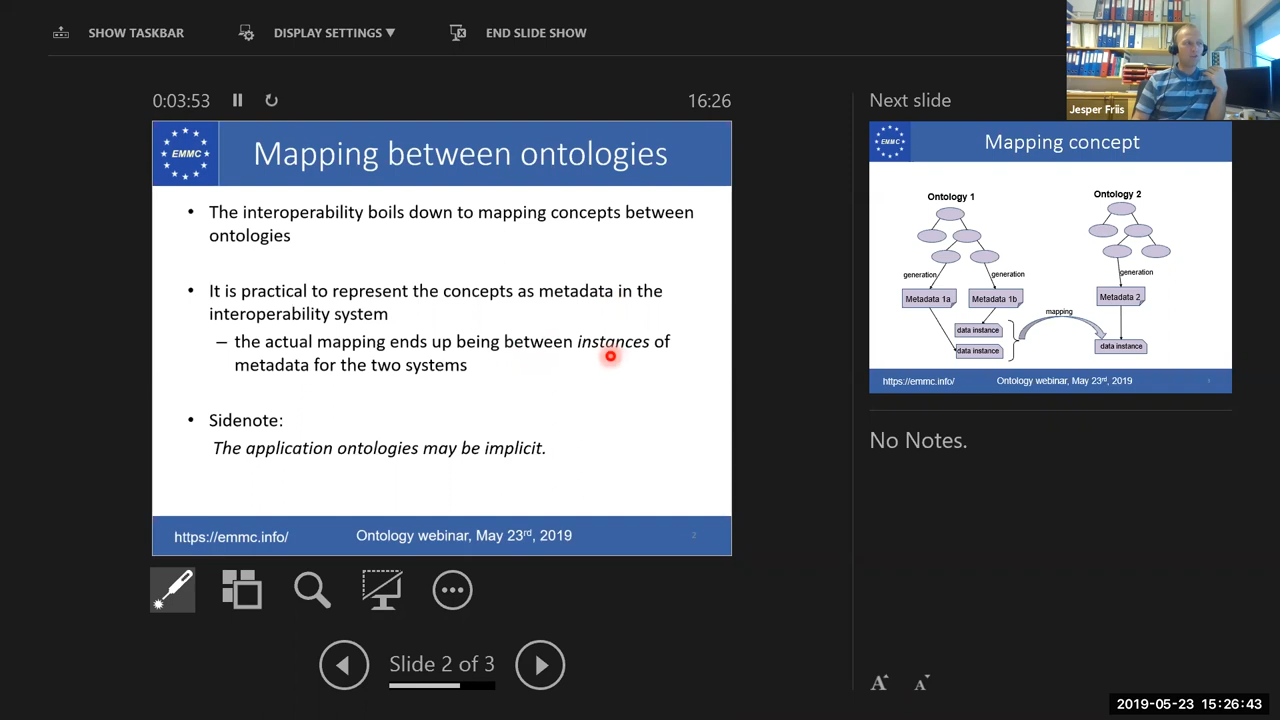 SHOW TASKBAR
DISPLAY SETTINGS ▼
END SLIDE SHOW
Jesper Friis
0:03:53
16:26
EMMC
Mapping between ontologies
• The interoperability boils down to mapping concepts between
ontologies
• It is practical to represent the concepts as metadata in the
interoperability system
– the actual mapping ends up being between instances of
metadata for the two systems
• Sidenote:
The application ontologies may be implicit.
https://emmc.info/
Ontology webinar, May 23rd, 2019
2
Slide 2 of 3
Next slide
EMMC
Mapping concept
Ontology 1
Ontology 2
generation
generation
generation
Metadata 1a
Metadata 1b
Metadata 2
mapping
data instance
data instance
data instance
https://emmc.info/
Ontology webinar, May 23rd, 2019
No Notes.
A
A
2019-05-23 15:26:43